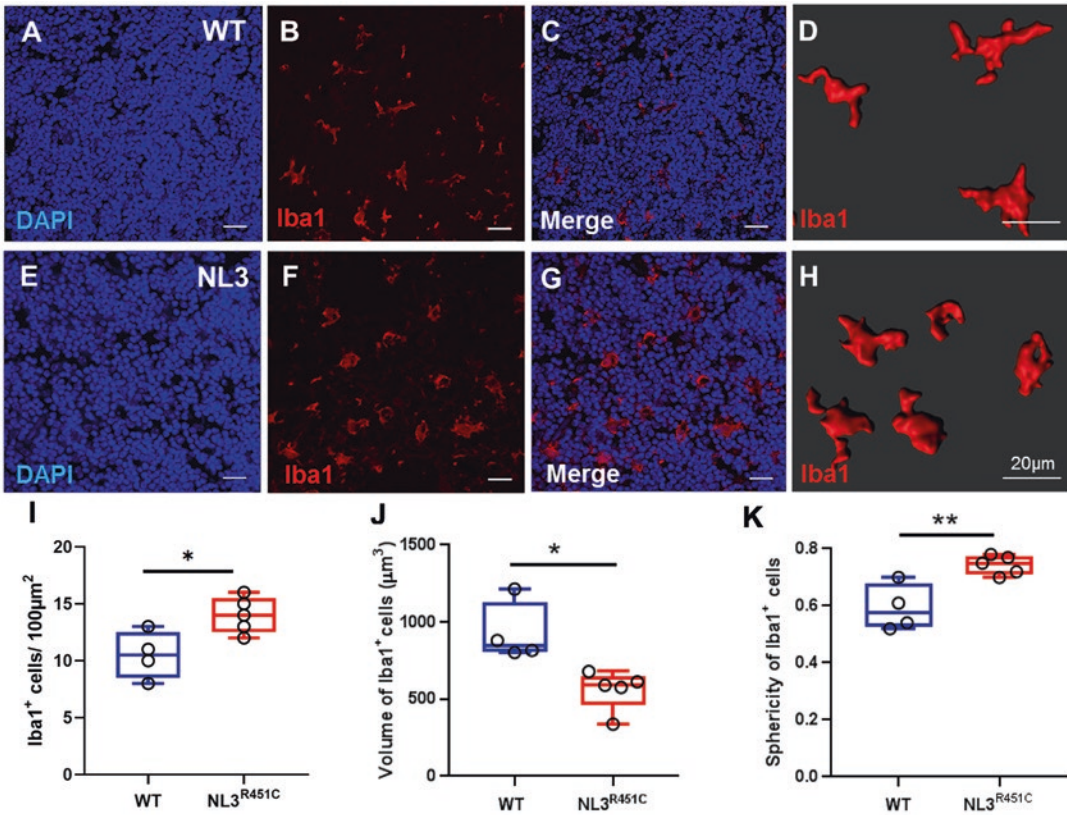 A WT
DAPI
B
Iba1
C
Merge
D
Iba1
E NL3
DAPI
F
Iba1
G
Merge
H
20μm
Iba1
I
Iba1⁺ cells/ 100μm²
20
15
10
5
0
*
WT
NL3ᴿ⁴⁵¹ᶜ
J
Volume of Iba1⁺ cells (μm³)
1500
1000
500
0
*
WT
NL3ᴿ⁴⁵¹ᶜ
K
Sphericity of Iba1⁺ cells
0.8
0.6
0.4
0.2
0.0
**
WT
NL3ᴿ⁴⁵¹ᶜ